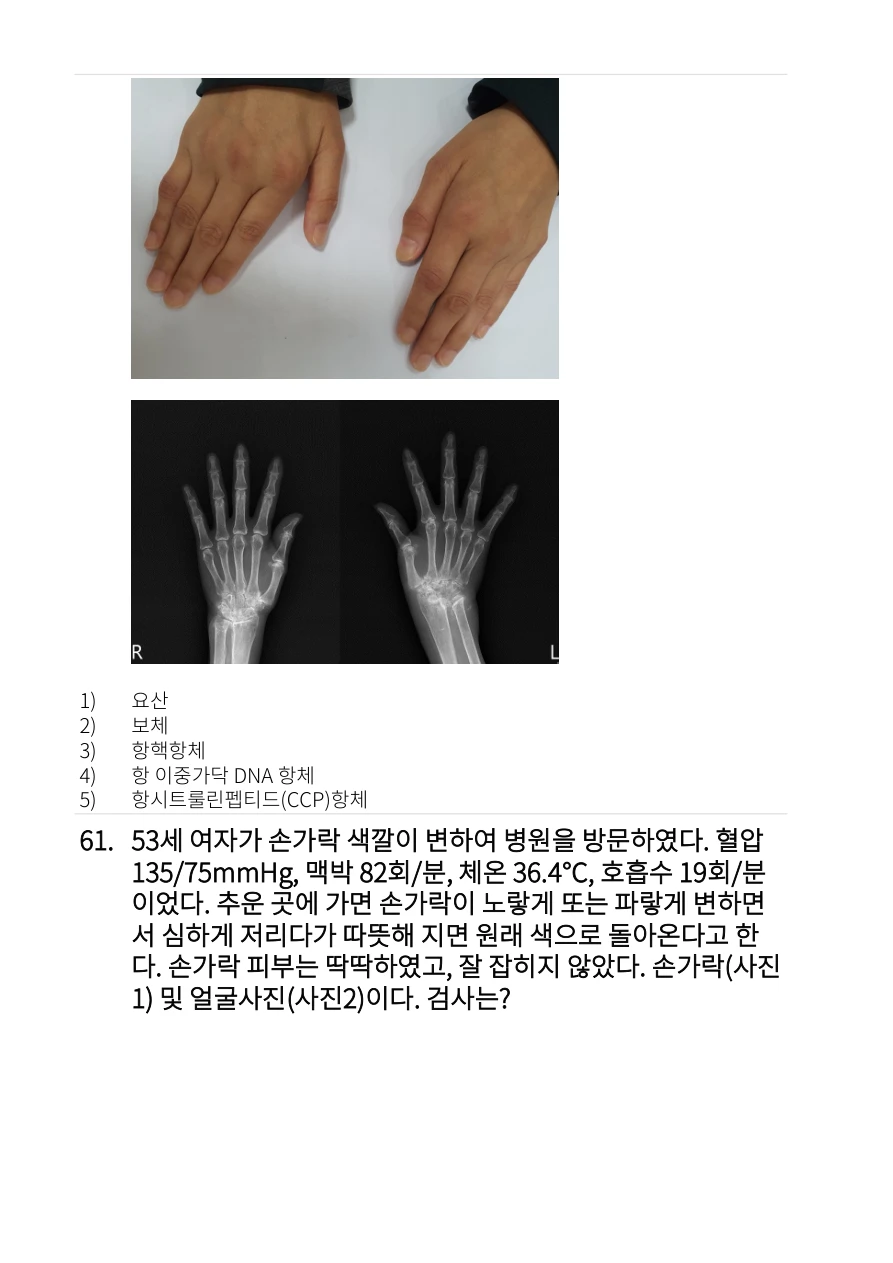 R
L
1) 요산
2) 보체
3) 항핵항체
4) 항 이중가닥 DNA 항체
5) 항시트룰린펩티드(CCP)항체
61. 53세 여자가 손가락 색깔이 변하여 병원을 방문하였다. 혈압
135/75mmHg, 맥박 82회/분, 체온 36.4°C, 호흡수 19회/분
이었다. 추운 곳에 가면 손가락이 노랗게 또는 파랗게 변하면
서 심하게 저리다가 따뜻해 지면 원래 색으로 돌아온다고 한
다. 손가락 피부는 딱딱하였고, 잘 잡히지 않았다. 손가락(사진
1) 및 얼굴사진(사진2)이다. 검사는?